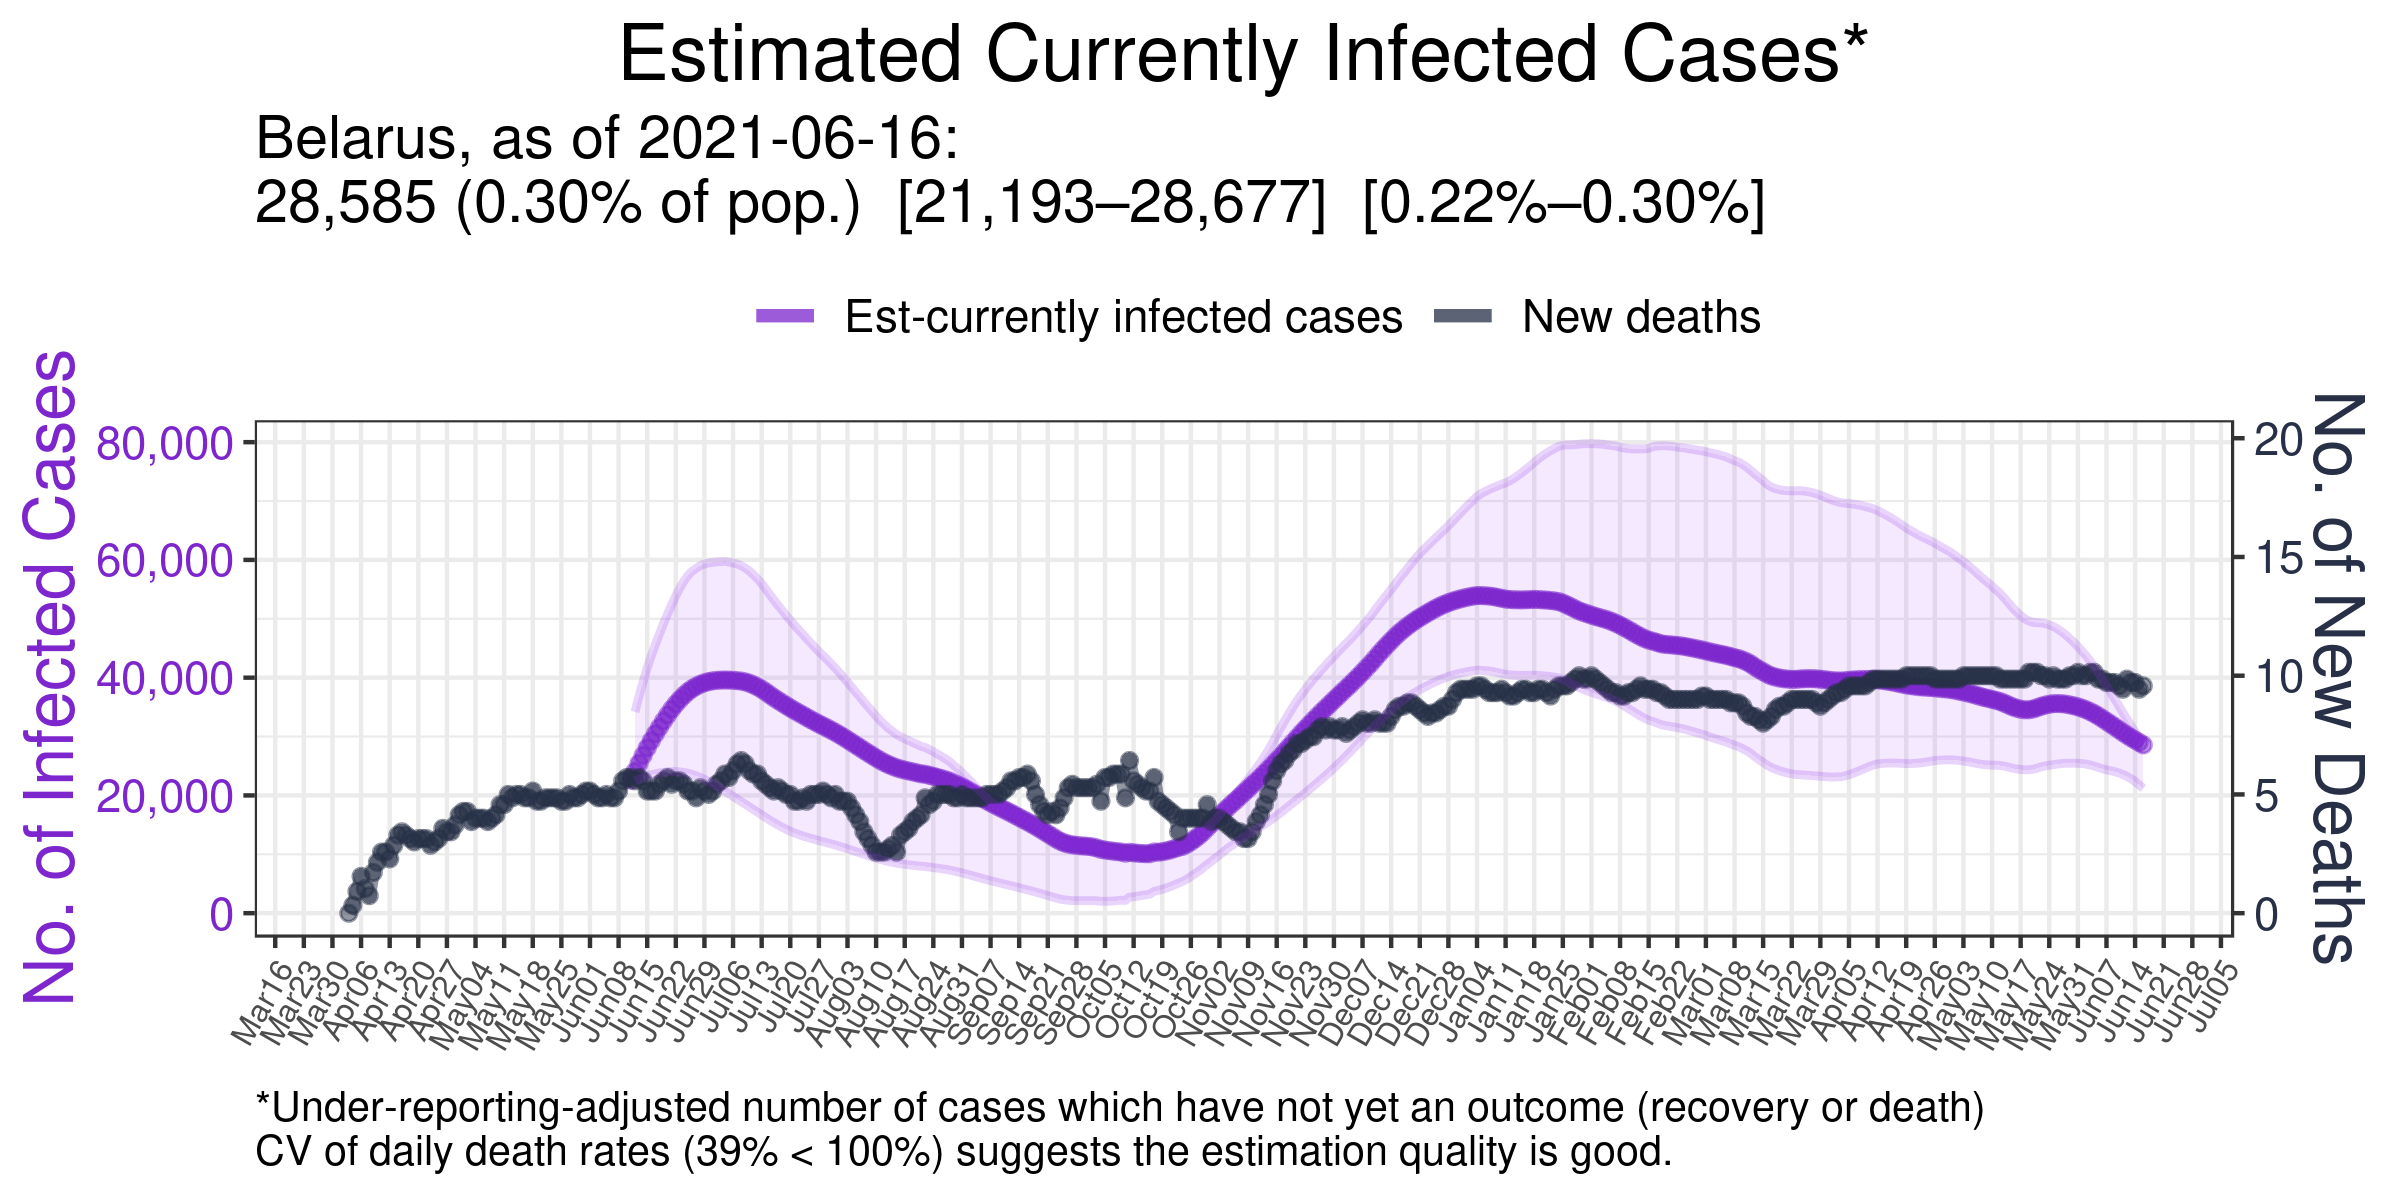 Estimated Currently Infected Cases*
Belarus, as of 2021-06-16:
28,585 (0.30% of pop.) [21,193–28,677] [0.22%–0.30%]
Est-currently infected cases
New deaths
No. of Infected Cases
80,000
60,000
40,000
20,000
0
20
15
10
5
0
No. of New Deaths
Mar16
Mar23
Mar30
Apr06
Apr13
Apr20
Apr27
May04
May11
May18
May25
Jun01
Jun08
Jun15
Jun22
Jun29
Jul06
Jul13
Jul20
Jul27
Aug03
Aug10
Aug17
Aug24
Aug31
Sep07
Sep14
Sep21
Sep28
Oct05
Oct12
Oct19
Oct26
Nov02
Nov09
Nov16
Nov23
Nov30
Dec07
Dec14
Dec21
Dec28
Jan04
Jan11
Jan18
Jan25
Feb01
Feb08
Feb15
Feb22
Mar01
Mar08
Mar15
Mar22
Mar29
Apr05
Apr12
Apr19
Apr26
May03
May10
May17
May24
May31
Jun07
Jun14
Jun21
Jun28
Jul05
*Under-reporting-adjusted number of cases which have not yet an outcome (recovery or death)
CV of daily death rates (39% < 100%) suggests the estimation quality is good.